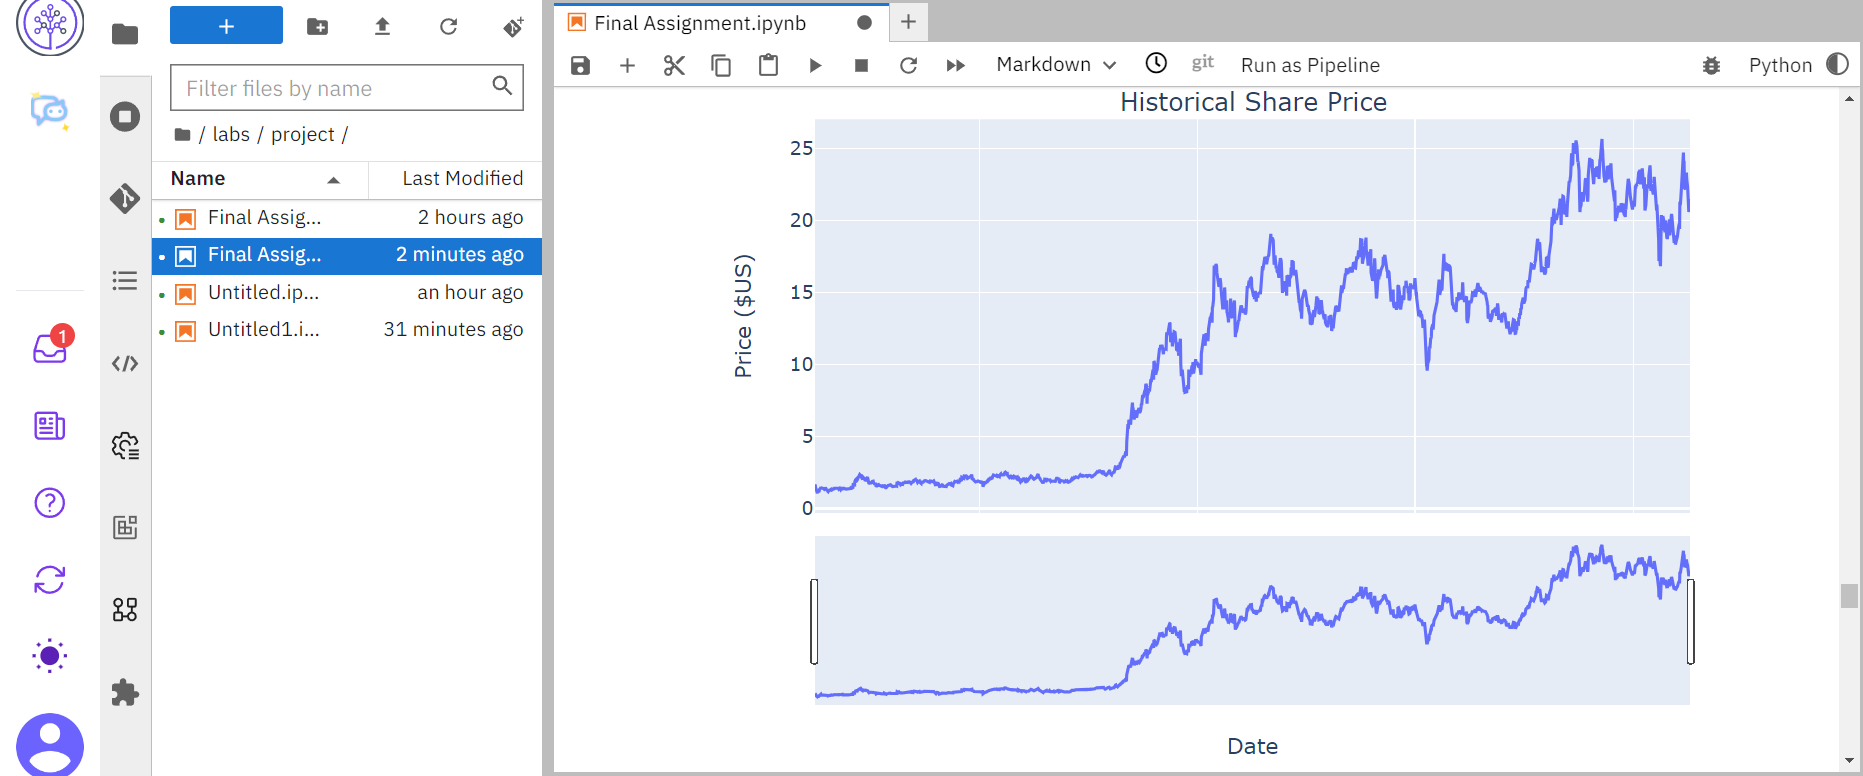 Filter files by name
/ labs / project /
Name Last Modified
Final Assig... 2 hours ago
Final Assig... 2 minutes ago
Untitled.ip... an hour ago
Untitled1.i... 31 minutes ago
1
Final Assignment.ipynb
Markdown git Run as Pipeline Python
Historical Share Price
25
20
15
10
5
0
Price ($US)
Date